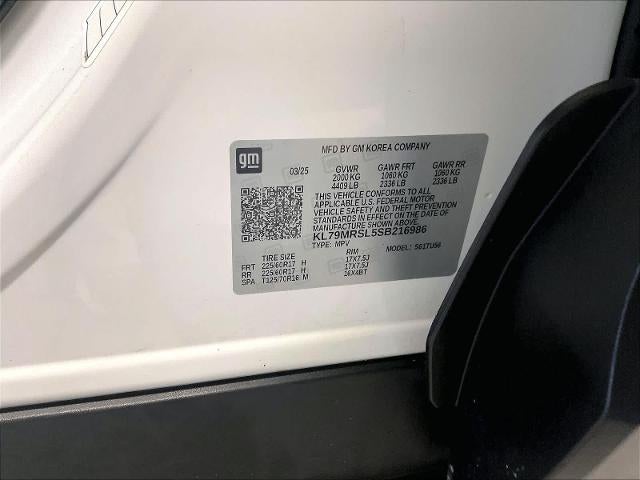 gm
MFD BY GM KOREA COMPANY
03/25 GVWR GAWR FRT GAWR RR
2000 KG 1060 KG 1060 KG
4409 LB 2336 LB 2336 LB
THIS VEHICLE CONFORMS TO ALL
APPLICABLE U.S. FEDERAL MOTOR
VEHICLE SAFETY AND THEFT PREVENTION
STANDARDS IN EFFECT ON THE DATE OF
MANUFACTURE SHOWN ABOVE.
KL79MRSL5SB216986
TYPE: MPV MODEL: 5G1TU56
TIRE SIZE RIM
FRT 225/60R17 H 17X7.5J
RR 225/60R17 H 17X7.5J
SPA T125/70R16 M 16X4BT